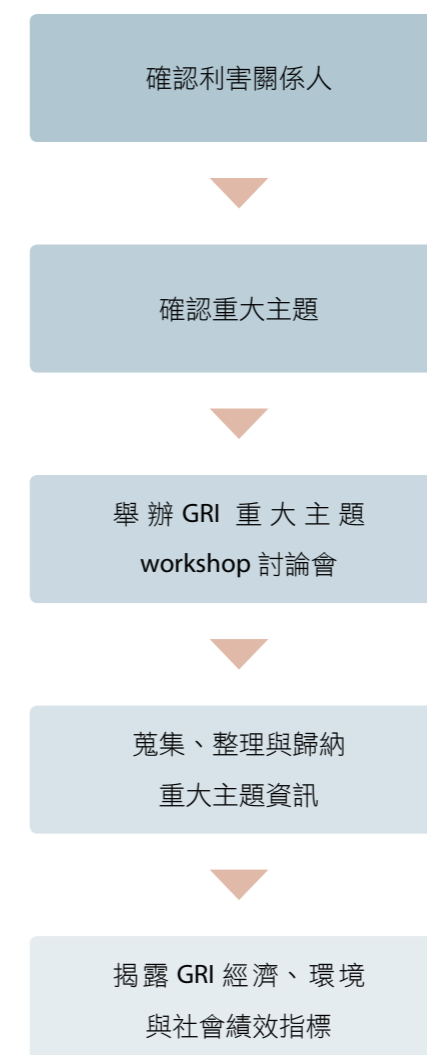 確認利害關係人
確認重大主題
舉辦 GRI 重大主題
workshop 討論會
蒐集、整理與歸納
重大主題資訊
揭露 GRI 經濟、環境
與社會績效指標